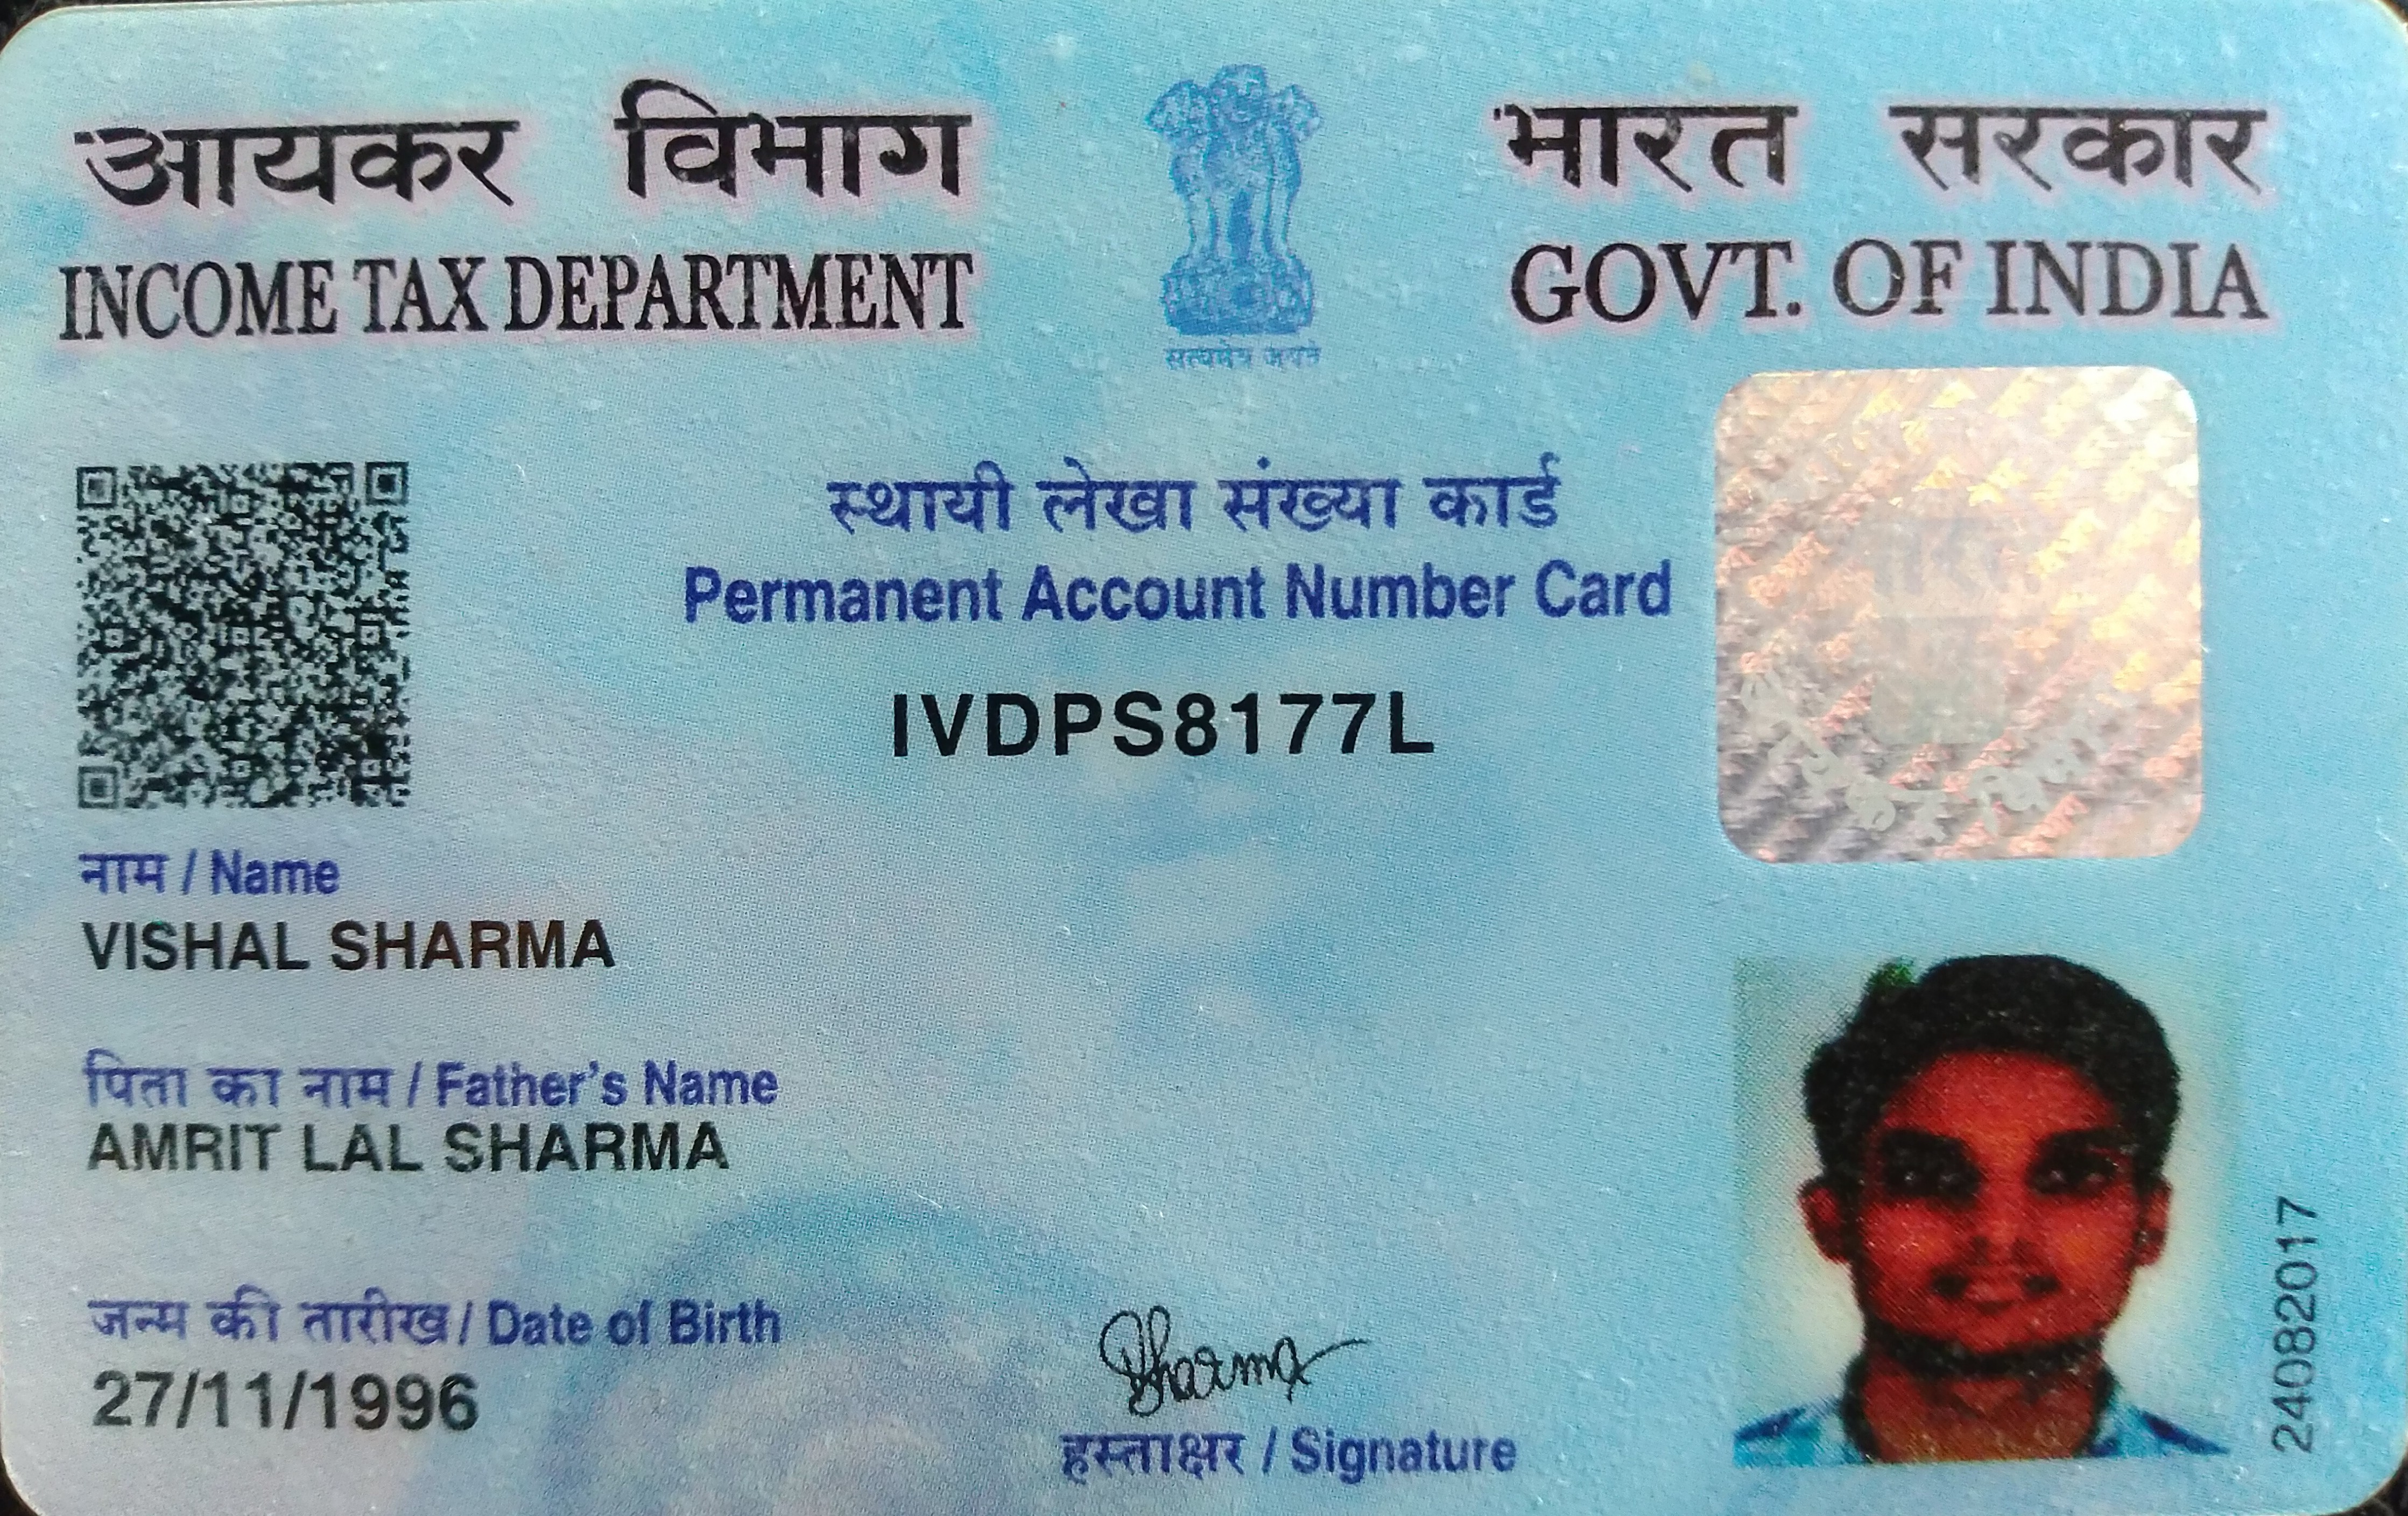 आयकर विभाग
INCOME TAX DEPARTMENT
सत्यमेव जयते
भारत सरकार
GOVT. OF INDIA
स्थायी लेखा संख्या कार्ड
Permanent Account Number Card
IVDPS8177L
आयकर विभाग
नाम / Name
VISHAL SHARMA
पिता का नाम / Father's Name
AMRIT LAL SHARMA
जन्म की तारीख / Date of Birth
27/11/1996
Sharma
हस्ताक्षर / Signature
24082017